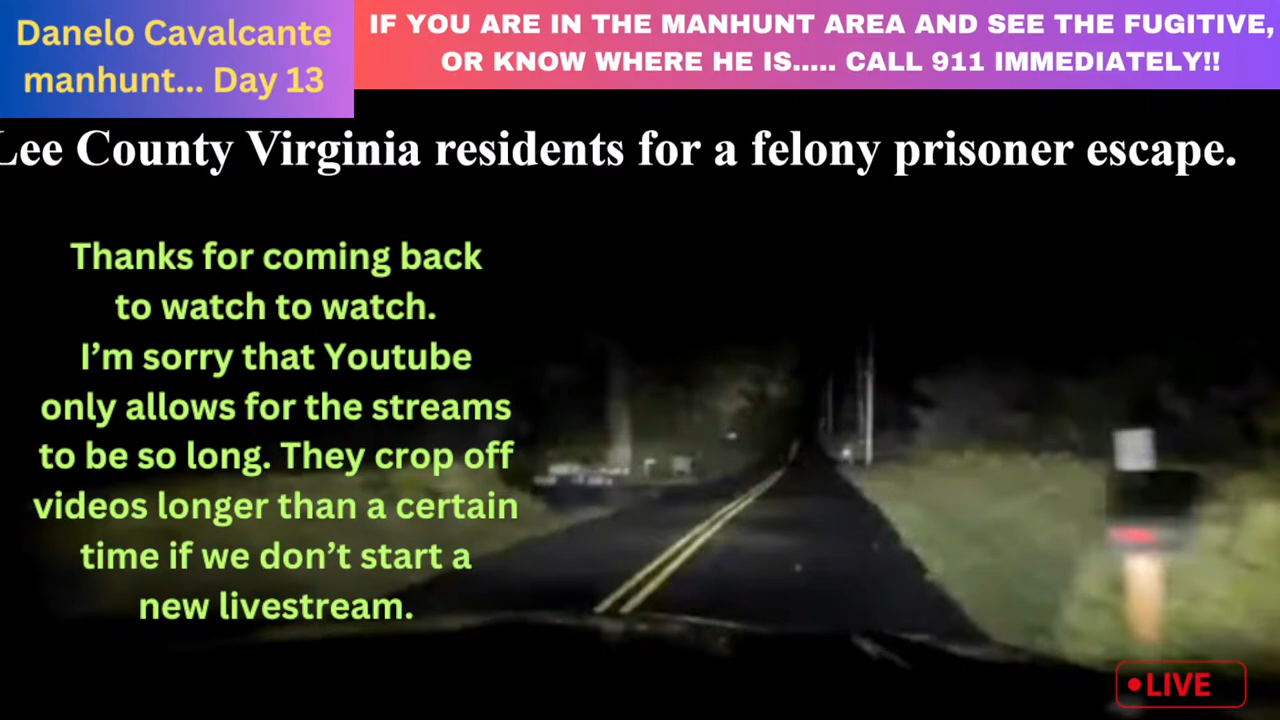 Danelo Cavalcante
manhunt... Day 13
IF YOU ARE IN THE MANHUNT AREA AND SEE THE FUGITIVE,
OR KNOW WHERE HE IS..... CALL 911 IMMEDIATELY!!
Lee County Virginia residents for a felony prisoner escape.
Thanks for coming back
to watch to watch.
I’m sorry that Youtube
only allows for the streams
to be so long. They crop off
videos longer than a certain
time if we don’t start a
new livestream.
LIVE